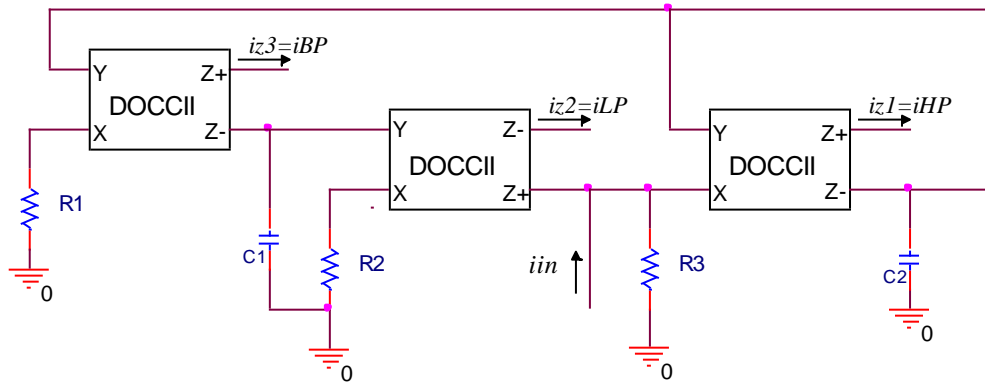 iz3=iBP
Y Z+
DOCCII
X Z-
iz2=iLP
Y Z-
DOCCII
X Z+
iz1=iHP
Y Z+
DOCCII
X Z-
R1
C1
R2
iin
R3
C2
0
0
0
0